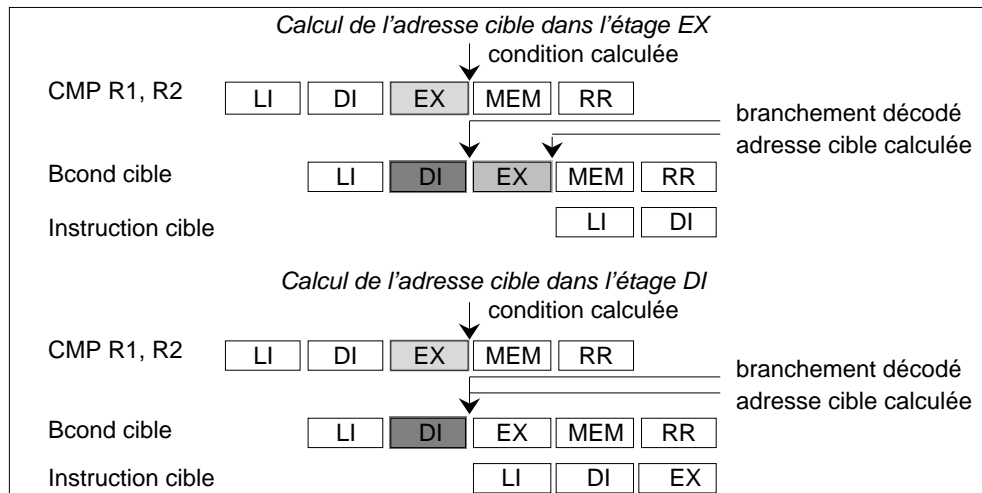 Calcul de l'adresse cible dans l'étage EX
condition calculée
CMP R1, R2 LI DI EX MEM RR
branchement décodé
adresse cible calculée
Bcond cible LI DI EX MEM RR
Instruction cible LI DI
Calcul de l'adresse cible dans l'étage DI
condition calculée
CMP R1, R2 LI DI EX MEM RR
branchement décodé
adresse cible calculée
Bcond cible LI DI EX MEM RR
Instruction cible LI DI EX